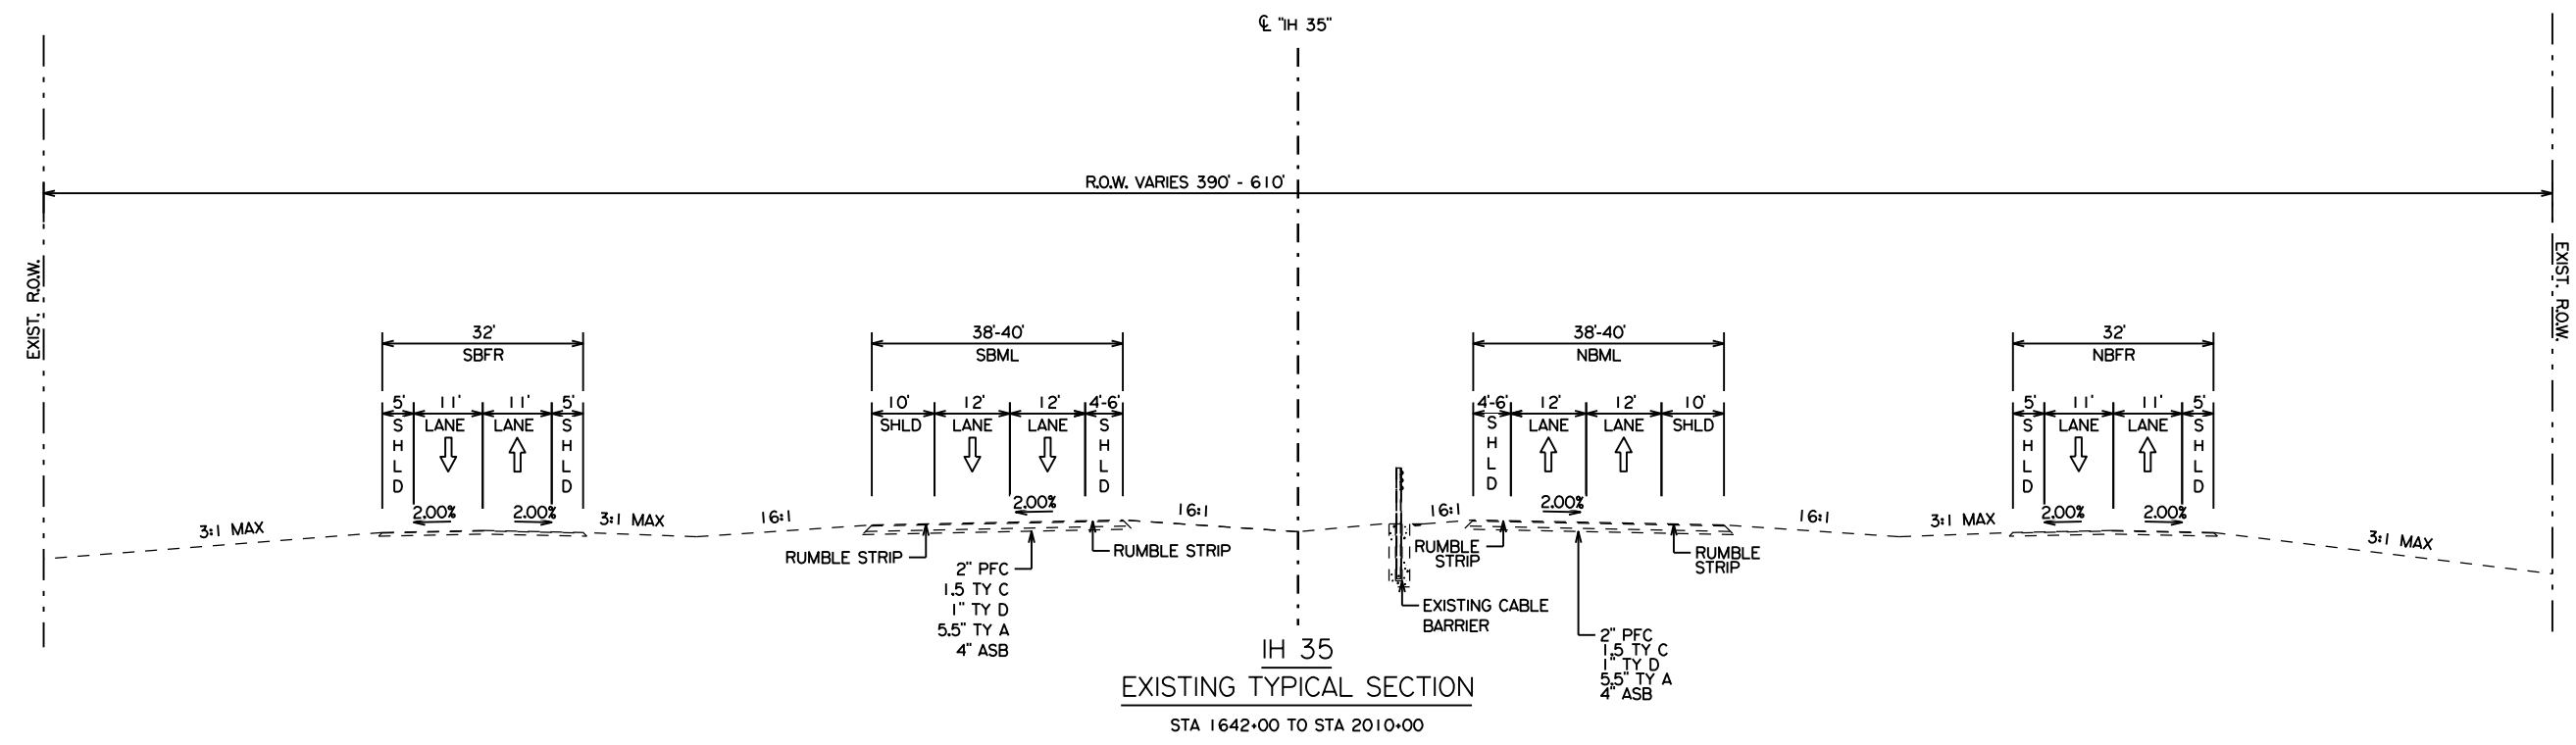 ℄ "IH 35"
R.O.W. VARIES 390' - 610'
EXIST. R.O.W.
EXIST. R.O.W.
32'
SBFR
38'-40'
SBML
38'-40'
NBML
32'
NBFR
5' 11' 11' 5'
SHLD LANE LANE SHLD
10' 12' 12' 4'-6'
SHLD LANE LANE SHLD
4'-6' 12' 12' 10'
SHLD LANE LANE SHLD
5' 11' 11' 5'
SHLD LANE LANE SHLD
3:1 MAX
2.00%
2.00%
3:1 MAX
16:1
2.00%
16:1
16:1
2.00%
16:1
3:1 MAX
2.00%
2.00%
3:1 MAX
RUMBLE STRIP
2" PFC
1.5 TY C
1" TY D
5.5" TY A
4" ASB
RUMBLE STRIP
RUMBLE
STRIP
EXISTING CABLE
BARRIER
RUMBLE
STRIP
2" PFC
1.5 TY C
1" TY D
5.5" TY A
4" ASB
IH 35
EXISTING TYPICAL SECTION
STA 1642+00 TO STA 2010+00